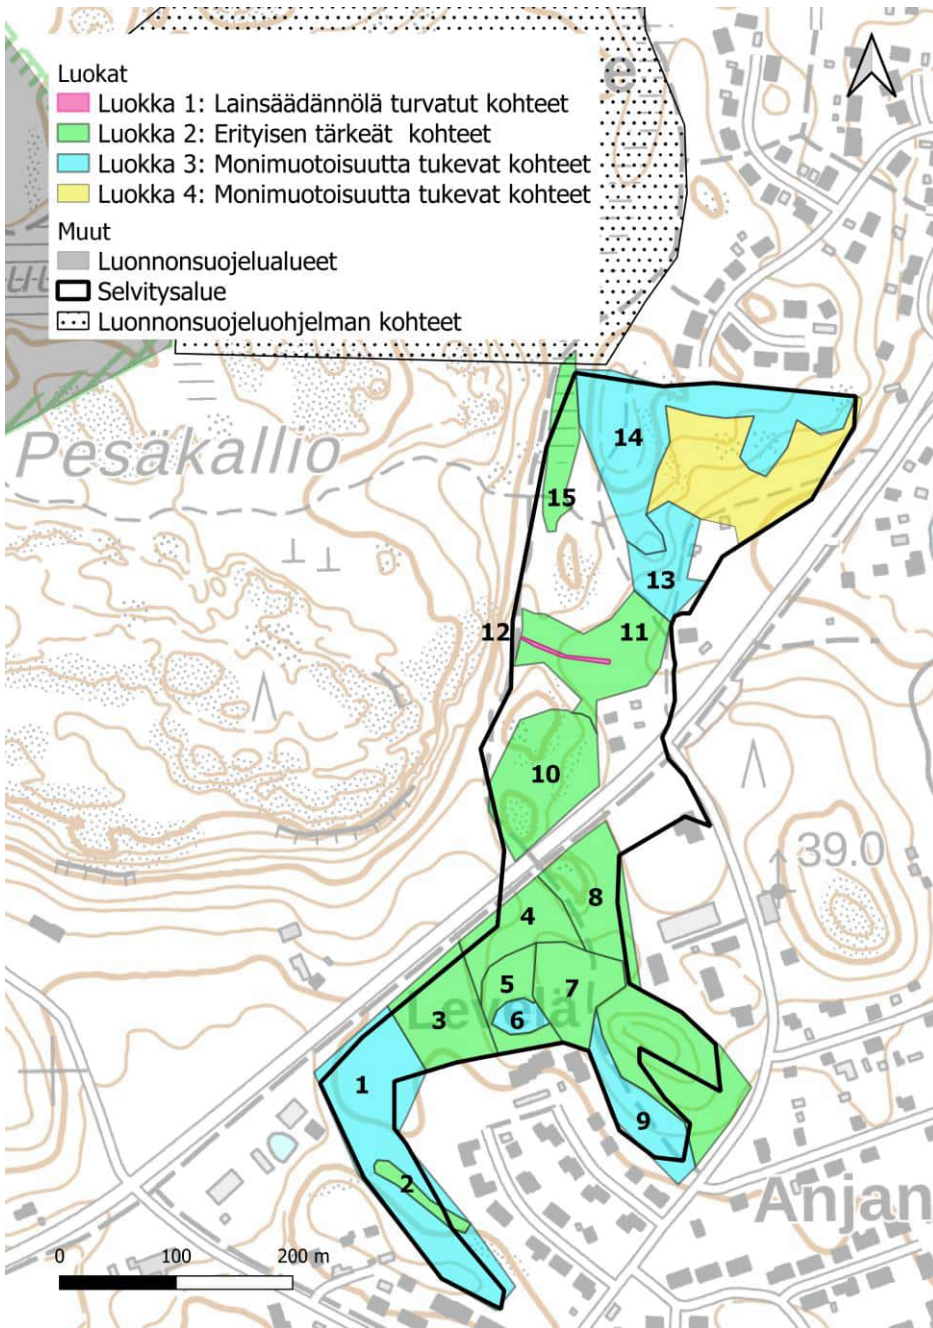 e
Luokat
Luokka 1: Lainsäädännölä turvatut kohteet
Luokka 2: Erityisen tärkeät kohteet
Luokka 3: Monimuotoisuutta tukevat kohteet
Luokka 4: Monimuotoisuutta tukevat kohteet
Muut
Luonnonsuojelualueet
Selvitysalue
Luonnonsuojeluohjelman kohteet
Pesäkallio
14
15
13
12
11
10
39.0
8
4
5
7
3
Levelä
6
1
9
2
Anjan
0
100
200 m